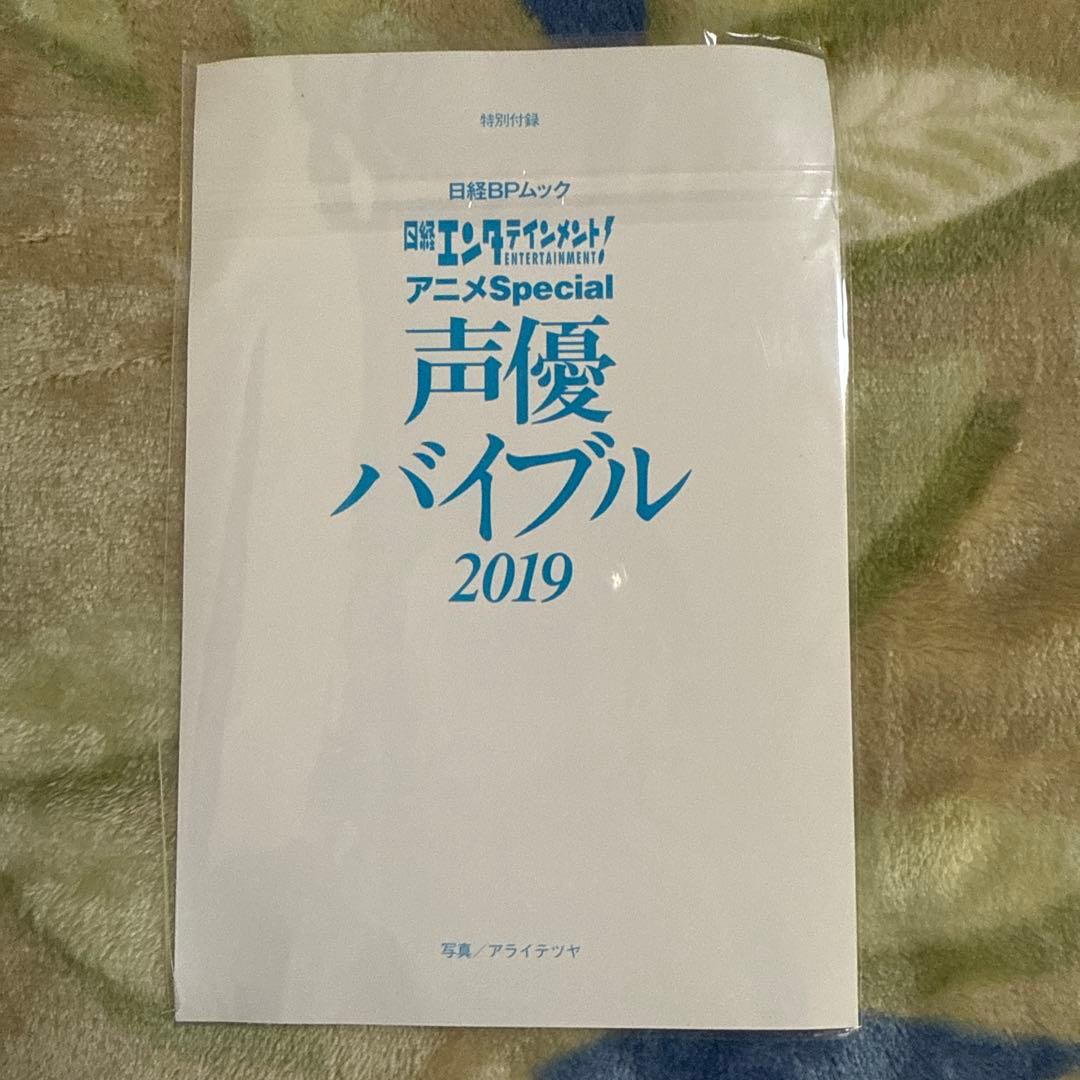 特別付録
日経BPムック
日経エンタテインメント!
ENTERTAINMENT!
アニメSpecial
声優
バイブル
2019
写真/アライテツヤ